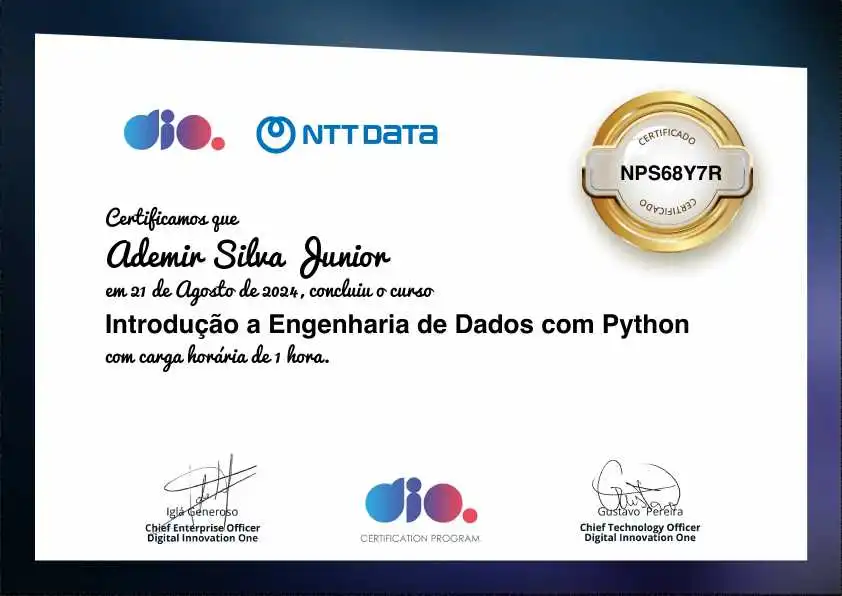 dio.
NTT DATA
CERTIFICADO
NPS68Y7R
CERTIFICADO
Certificamos que
Ademir Silva Junior
em 21 de Agosto de 2024, concluiu o curso
Introdução a Engenharia de Dados com Python
com carga horária de 1 hora.
Iglá Generoso
Chief Enterprise Officer
Digital Innovation One
dio.
CERTIFICATION PROGRAM
Gustavo Pereira
Chief Technology Officer
Digital Innovation One